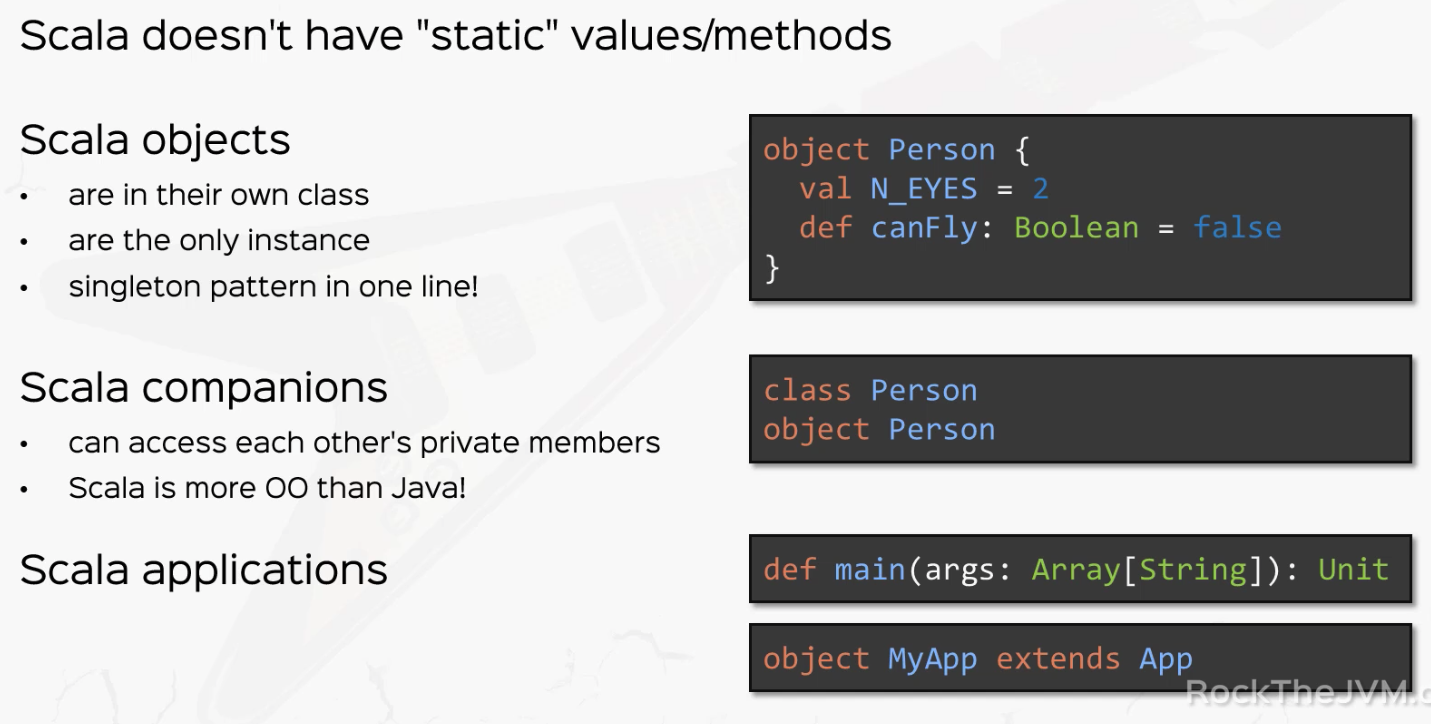 Scala doesn't have "static" values/methods
Scala objects
• are in their own class
• are the only instance
• singleton pattern in one line!
object Person {
  val N_EYES = 2
  def canFly: Boolean = false
}
Scala companions
• can access each other's private members
• Scala is more OO than Java!
class Person
object Person
Scala applications
def main(args: Array[String]): Unit
object MyApp extends App
RockTheJVM.c